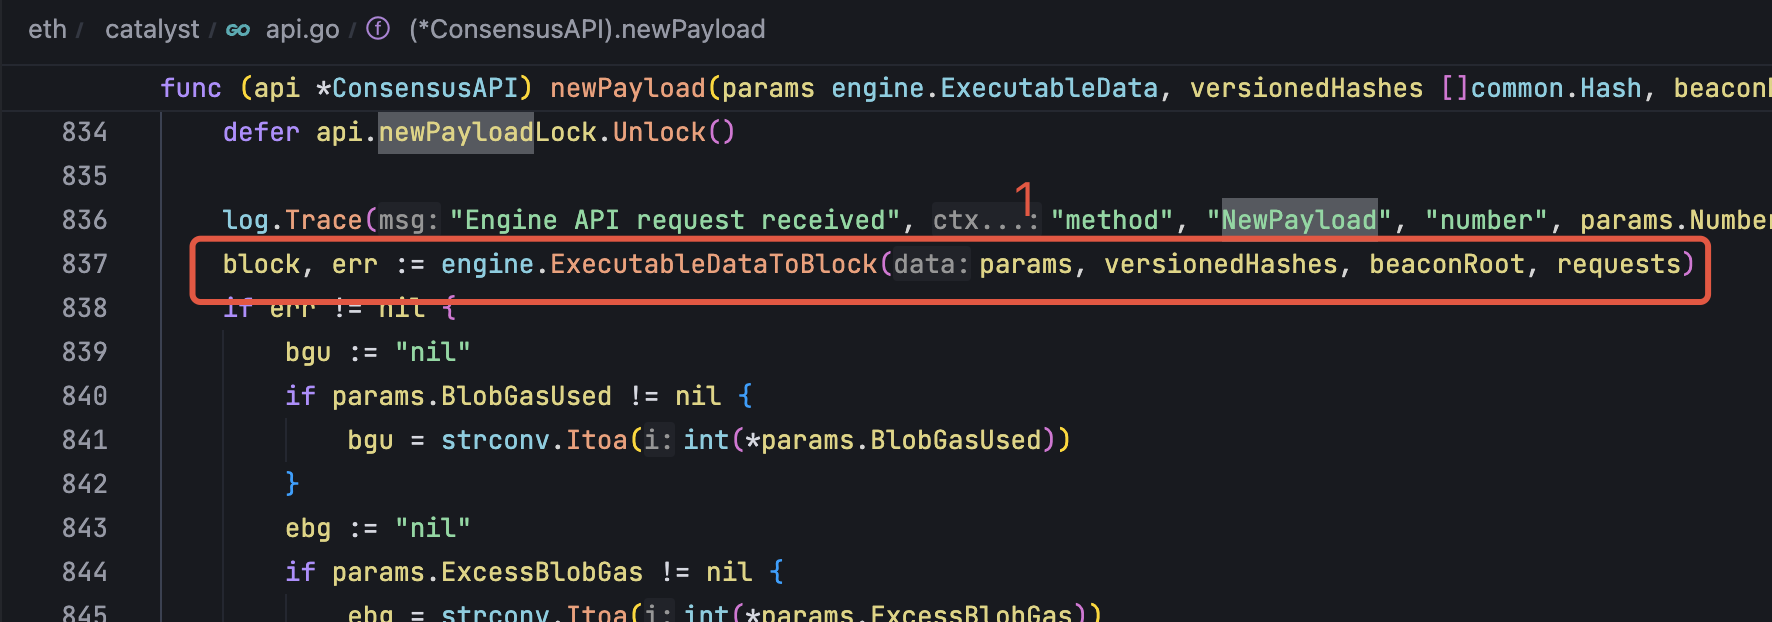 eth / catalyst / GO api.go / f (*ConsensusAPI).newPayload
func (api *ConsensusAPI) newPayload(params engine.ExecutableData, versionedHashes []common.Hash, beacon
834 defer api.newPayloadLock.Unlock()
835
1
836 log.Trace(msg: "Engine API request received", ctx...: "method", "NewPayload", "number", params.Number
837 block, err := engine.ExecutableDataToBlock(data: params, versionedHashes, beaconRoot, requests)
838 if err != nil {
839 bgu := "nil"
840 if params.BlobGasUsed != nil {
841 bgu = strconv.Itoa(i: int(*params.BlobGasUsed))
842 }
843 ebg := "nil"
844 if params.ExcessBlobGas != nil {
845 ebg = strconv.Itoa(i: int(*params.ExcessBlobGas))